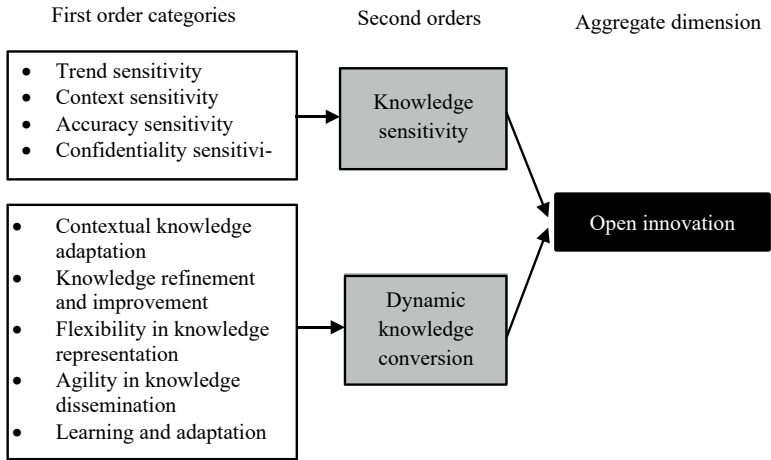 First order categories
Second orders
Aggregate dimension
• Trend sensitivity
• Context sensitivity
• Accuracy sensitivity
• Confidentiality sensitivi-
Knowledge
sensitivity
Open innovation
• Contextual knowledge
adaptation
• Knowledge refinement
and improvement
• Flexibility in knowledge
representation
• Agility in knowledge
dissemination
• Learning and adaptation
Dynamic
knowledge
conversion